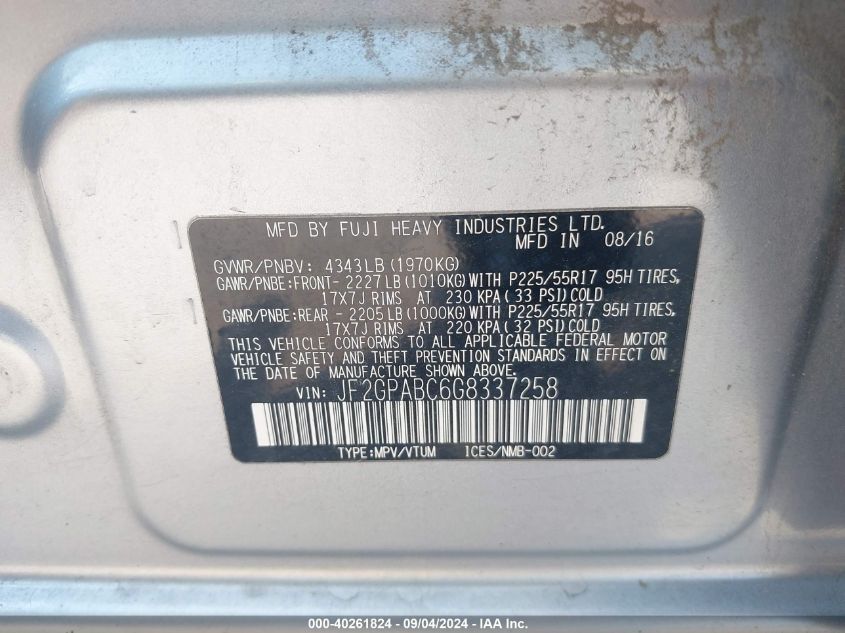 MFD BY FUJI HEAVY INDUSTRIES LTD.
MFD IN 08/16
GVWR/PNBV: 4343LB (1970KG)
GAWR/PNBE:FRONT- 2227LB (1010KG) WITH P225/55R17 95H TIRES,
17X7J RIMS AT 230 KPA (33 PSI) COLD
GAWR/PNBE:REAR - 2205LB (1000KG) WITH P225/55R17 95H TIRES,
17X7J RIMS AT 220 KPA (32 PSI) COLD
THIS VEHICLE CONFORMS TO ALL APPLICABLE FEDERAL MOTOR
VEHICLE SAFETY AND THEFT PREVENTION STANDARDS IN EFFECT ON
THE DATE OF MANUFACTURE SHOWN ABOVE.
VIN: JF2GPABC6G8337258
TYPE:MPV/VTUM ICES/NMB-002
000-40261824 - 09/04/2024 - IAA Inc.